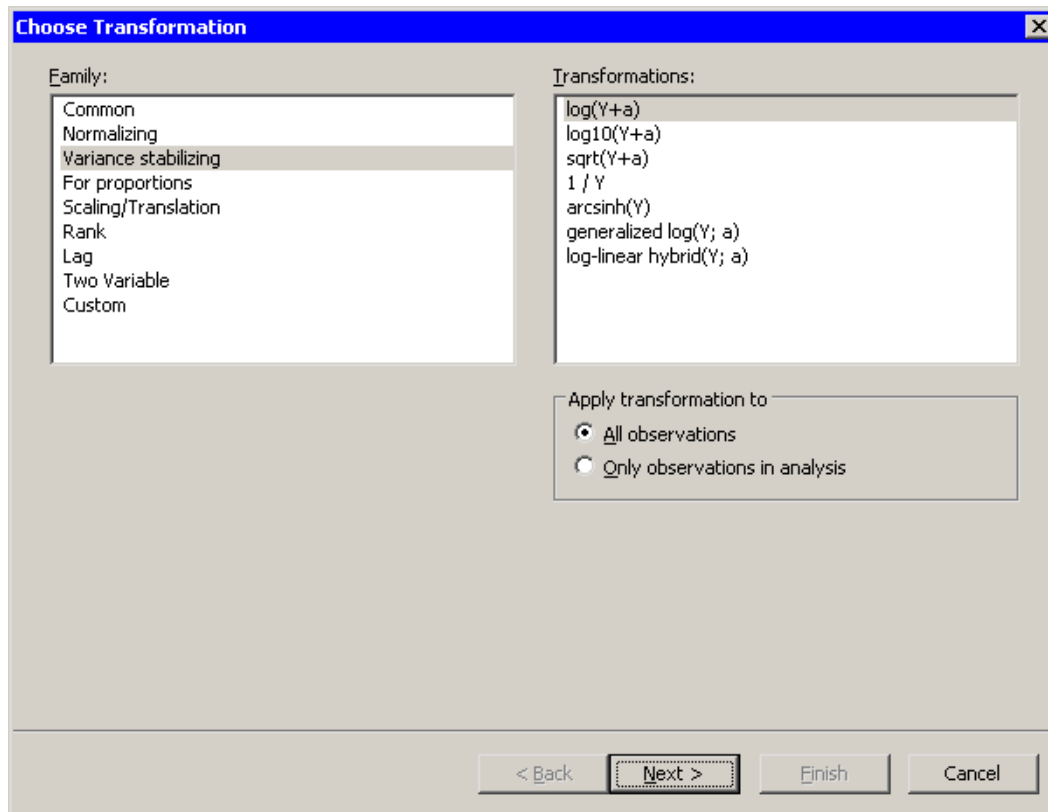 Choose Transformation
Family:
Common
Normalizing
Variance stabilizing
For proportions
Scaling/Translation
Rank
Lag
Two Variable
Custom
Transformations:
log(Y+a)
log10(Y+a)
sqrt(Y+a)
1 / Y
arcsinh(Y)
generalized log(Y; a)
log-linear hybrid(Y; a)
Apply transformation to
All observations
Only observations in analysis
< Back
Next >
Finish
Cancel